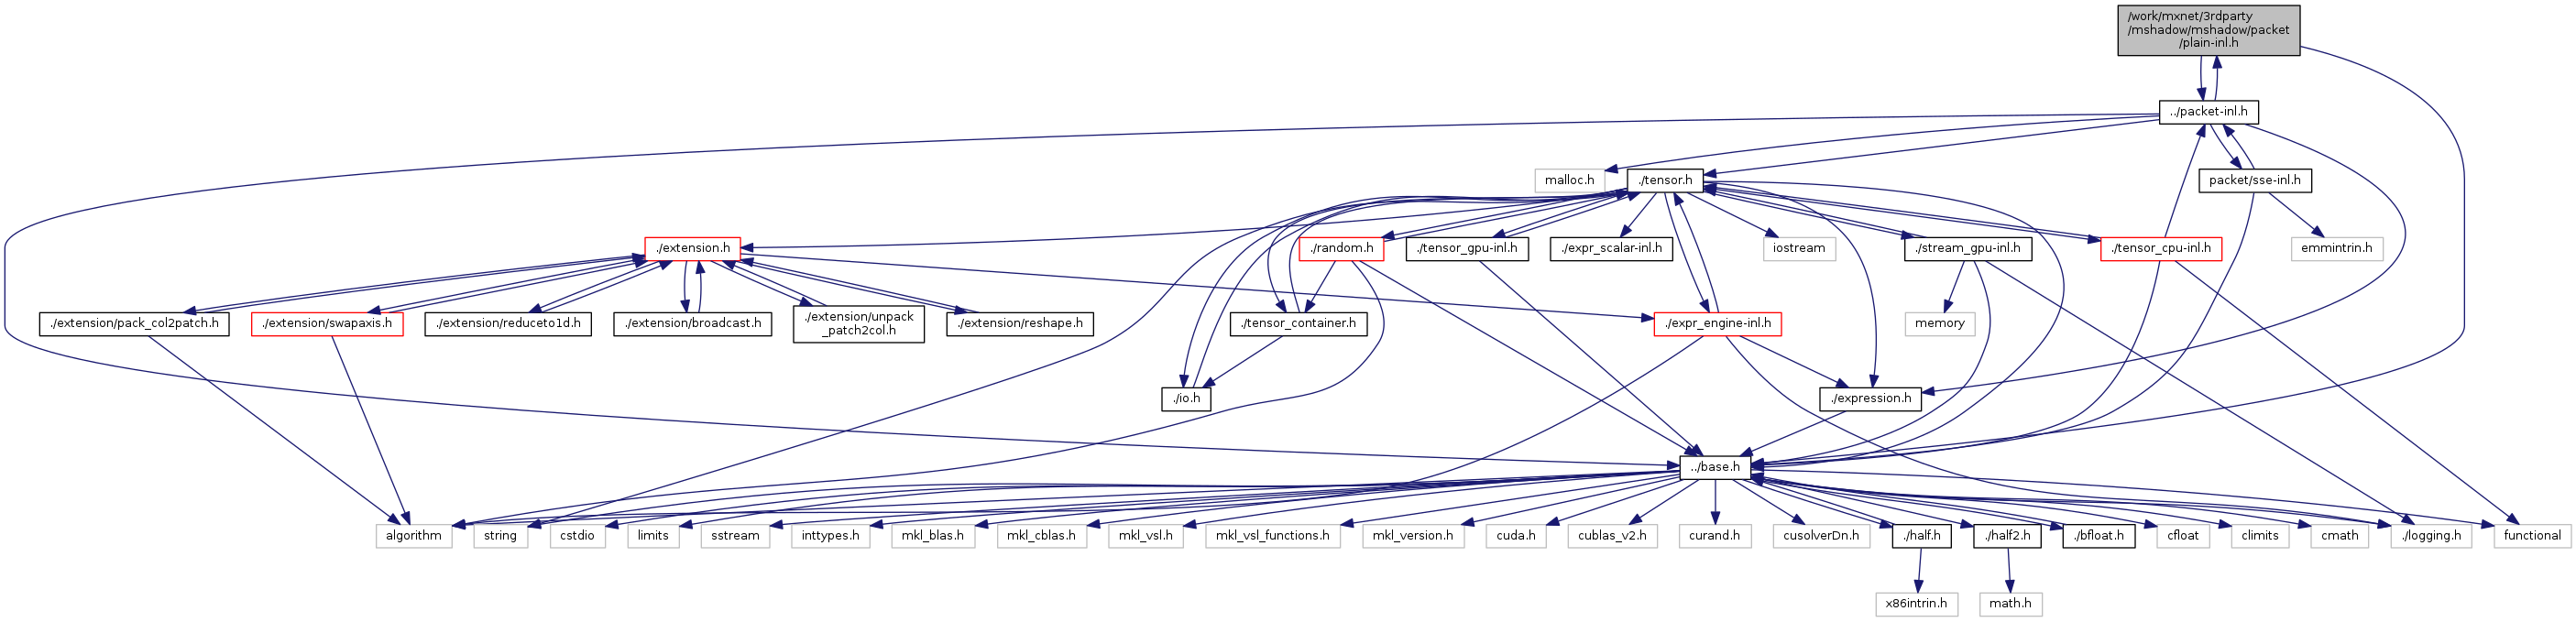 /work/mxnet/3rdparty
/mshadow/mshadow/packet
/plain-inl.h
../packet-inl.h
malloc.h
./tensor.h
packet/sse-inl.h
./extension.h
./random.h
./tensor_gpu-inl.h
./expr_scalar-inl.h
iostream
./stream_gpu-inl.h
./tensor_cpu-inl.h
emmintrin.h
./extension/pack_col2patch.h
./extension/swapaxis.h
./extension/reduceto1d.h
./extension/broadcast.h
./extension/unpack
_patch2col.h
./extension/reshape.h
./tensor_container.h
./expr_engine-inl.h
memory
./io.h
./expression.h
../base.h
algorithm
string
cstdio
limits
sstream
inttypes.h
mkl_blas.h
mkl_cblas.h
mkl_vsl.h
mkl_vsl_functions.h
mkl_version.h
cuda.h
cublas_v2.h
curand.h
cusolverDn.h
./half.h
./half2.h
./bfloat.h
cfloat
climits
cmath
./logging.h
functional
x86intrin.h
math.h